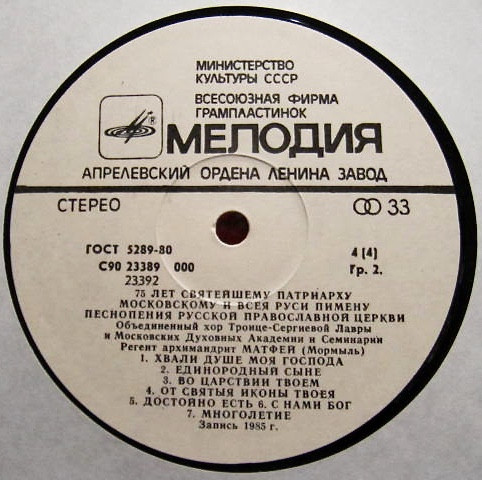 МИНИСТЕРСТВО
КУЛЬТУРЫ СССР
ВСЕСОЮЗНАЯ ФИРМА
ГРАМПЛАСТИНОК
® МЕЛОДИЯ
АПРЕЛЕВСКИЙ ОРДЕНА ЛЕНИНА ЗАВОД
СТЕРЕО 33
ГОСТ 5289-80 4 (4)
С90 23389 000 Гр. 2.
23392
75 ЛЕТ СВЯТЕЙШЕМУ ПАТРИАРХУ
МОСКОВСКОМУ И ВСЕЯ РУСИ ПИМЕНУ
ПЕСНОПЕНИЯ РУССКОЙ ПРАВОСЛАВНОЙ ЦЕРКВИ
Объединенный хор Троице-Сергиевой Лавры
и Московских Духовных Академии и Семинарии
Регент архимандрит МАТФЕЙ (Мормыль)
1. ХВАЛИ ДУШЕ МОЯ ГОСПОДА
2. ЕДИНОРОДНЫЙ СЫНЕ
3. ВО ЦАРСТВИИ ТВОЕМ
4. ОТ СВЯТЫЯ ИКОНЫ ТВОЕЯ
5. ДОСТОЙНО ЕСТЬ 6. С НАМИ БОГ
7. МНОГОЛЕТИЕ
Запись 1985 г.